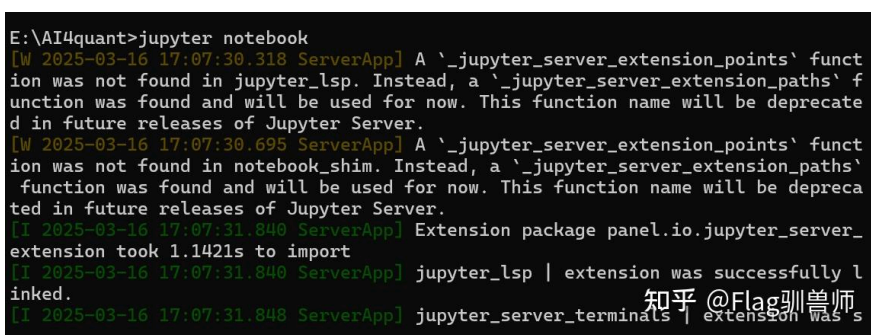 E:\AI4quant>jupyter notebook
[W 2025-03-16 17:07:30.318 ServerApp] A `_jupyter_server_extension_points` funct
ion was not found in jupyter_lsp. Instead, a `_jupyter_server_extension_paths` f
unction was found and will be used for now. This function name will be deprecate
d in future releases of Jupyter Server.
[W 2025-03-16 17:07:30.695 ServerApp] A `_jupyter_server_extension_points` funct
ion was not found in notebook_shim. Instead, a `_jupyter_server_extension_paths`
 function was found and will be used for now. This function name will be depreca
ted in future releases of Jupyter Server.
[I 2025-03-16 17:07:31.840 ServerApp] Extension package panel.io.jupyter_server_
extension took 1.1421s to import
[I 2025-03-16 17:07:31.840 ServerApp] jupyter_lsp | extension was successfully l
inked.
[I 2025-03-16 17:07:31.848 ServerApp] jupyter_server_terminals | extension was s
知乎 @Flag驯兽师